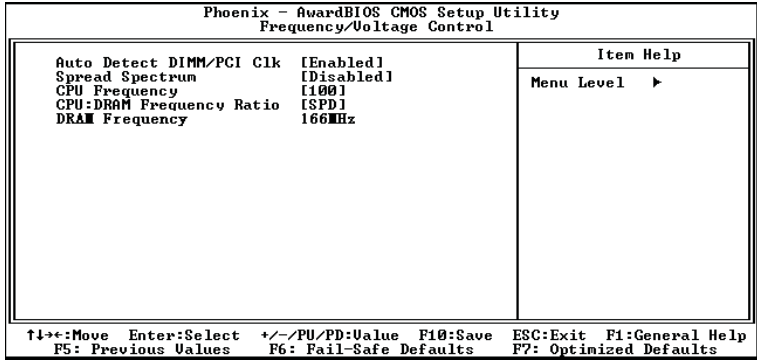 Phoenix - AwardBIOS CMOS Setup Utility
Frequency/Voltage Control
Auto Detect DIMM/PCI Clk [Enabled]
Spread Spectrum [Disabled]
CPU Frequency [100]
CPU:DRAM Frequency Ratio [SPD]
DRAM Frequency 166MHz
Item Help
Menu Level ►
↑↓→←:Move Enter:Select +/-/PU/PD:Value F10:Save ESC:Exit F1:General Help
F5: Previous Values F6: Fail-Safe Defaults F7: Optimized Defaults